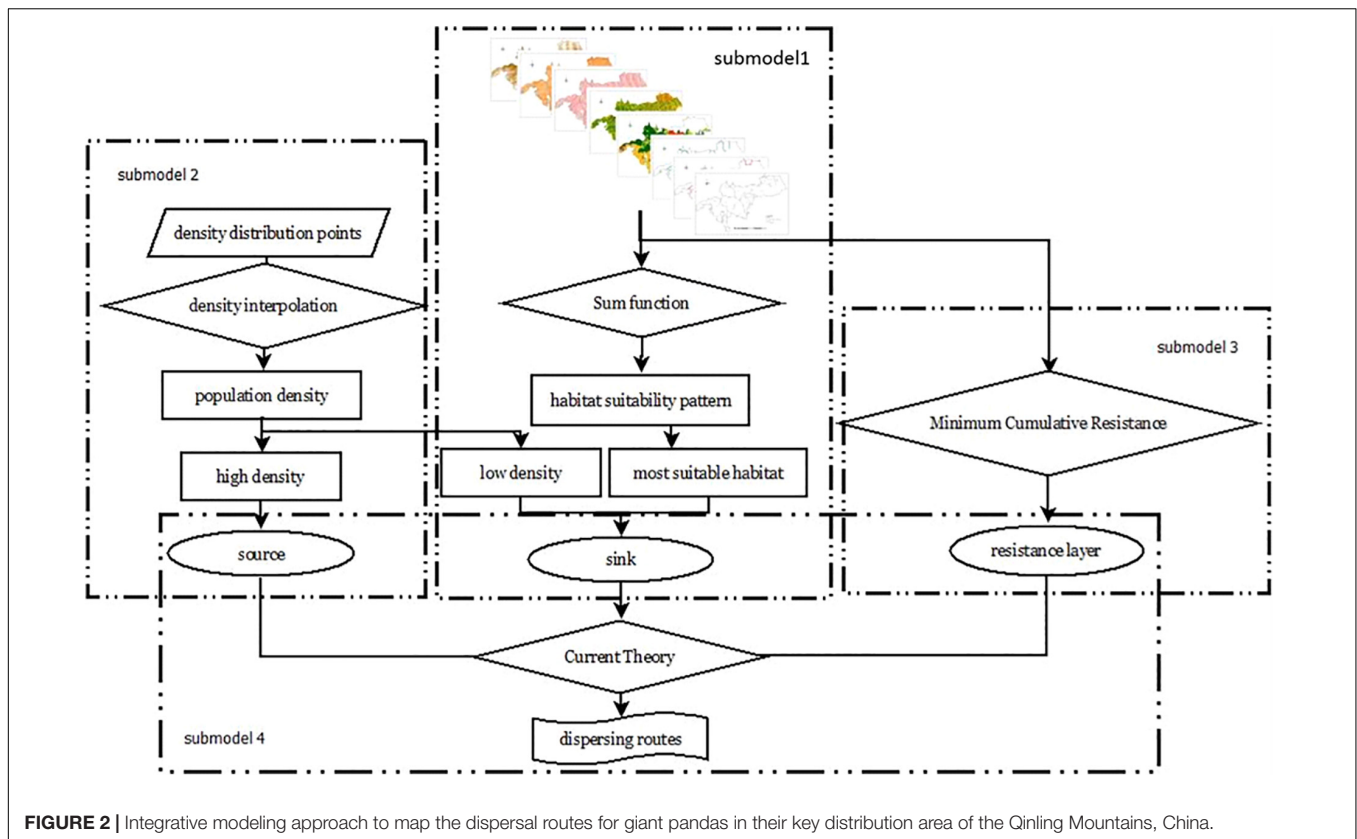 submodel1
submodel 2
density distribution points
density interpolation
Sum function
submodel 3
population density
habitat suitability pattern
Minimum Cumulative Resistance
high density
low density
most suitable habitat
source
sink
resistance layer
Current Theory
submodel 4
dispersing routes
FIGURE 2 | Integrative modeling approach to map the dispersal routes for giant pandas in their key distribution area of the Qinling Mountains, China.